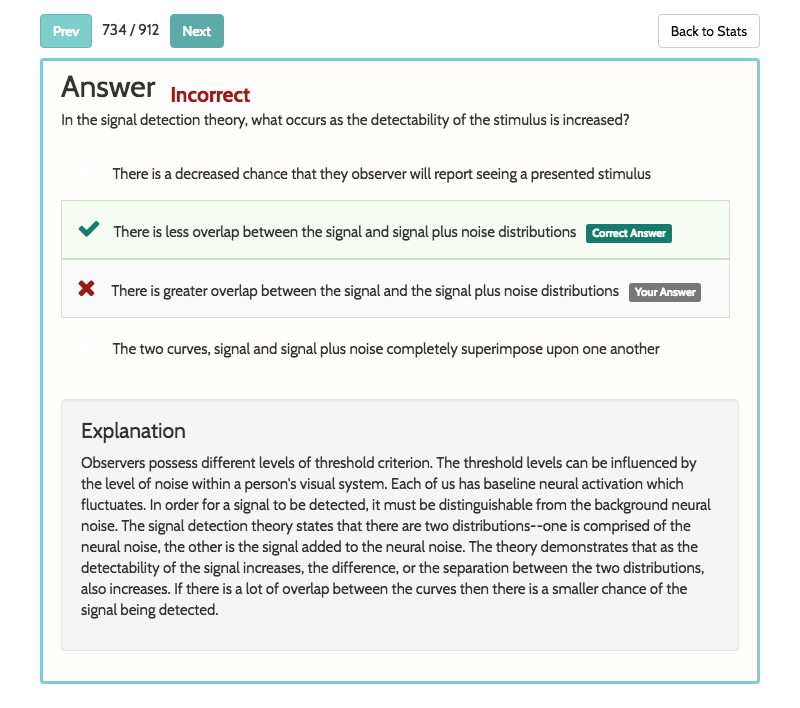 Prev 734 / 912 Next Back to Stats
Answer Incorrect
In the signal detection theory, what occurs as the detectability of the stimulus is increased?
There is a decreased chance that they observer will report seeing a presented stimulus
There is less overlap between the signal and signal plus noise distributions Correct Answer
There is greater overlap between the signal and the signal plus noise distributions Your Answer
The two curves, signal and signal plus noise completely superimpose upon one another
Explanation
Observers possess different levels of threshold criterion. The threshold levels can be influenced by
the level of noise within a person's visual system. Each of us has baseline neural activation which
fluctuates. In order for a signal to be detected, it must be distinguishable from the background neural
noise. The signal detection theory states that there are two distributions--one is comprised of the
neural noise, the other is the signal added to the neural noise. The theory demonstrates that as the
detectability of the signal increases, the difference, or the separation between the two distributions,
also increases. If there is a lot of overlap between the curves then there is a smaller chance of the
signal being detected.